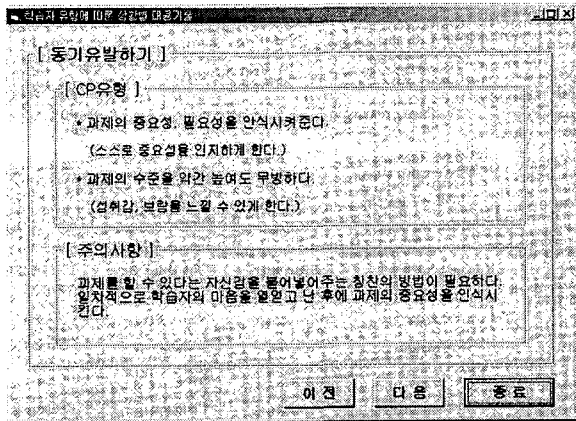 학습자 유형에 따른 상황별 대응기술
[ 동기유발하기 ]
[ CP유형 ]
• 과제의 중요성, 필요성을 인식시켜준다.
(스스로 중요성을 인지하게 한다.)
• 과제의 수준을 약간 높여도 무방하다.
(성취감, 보람을 느낄 수 있게 한다.)
[ 주의사항 ]
과제를 할 수 있다는 자신감을 불어넣어주는 칭찬의 방법이 필요하다.
일차적으로 학습자의 마음을 열얻고 난 후에 과제의 중요성을 인식시
킨다.
이 전
다 음
종 료